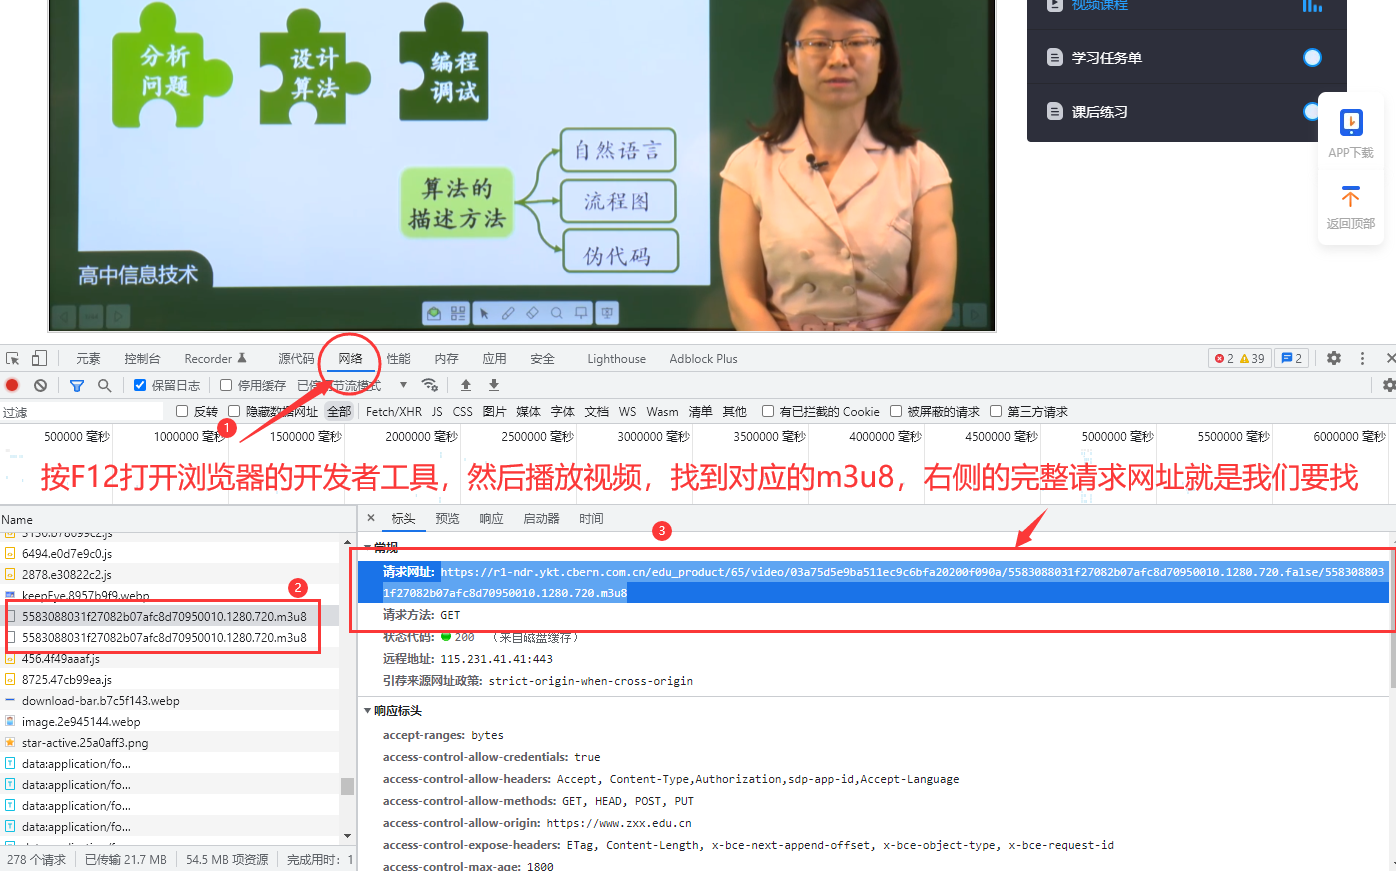 分析
问题
设计
算法
编程
调试
算法的
描述方法
自然语言
流程图
伪代码
高中信息技术
视频课程
学习任务单
课后练习
APP下载
返回顶部
元素 控制台 Recorder 源代码 网络 性能 内存 应用 安全 Lighthouse Adblock Plus 2 39 2
保留日志 停用缓存 已停用节流模式
过滤 反转 隐藏数据网址 全部 Fetch/XHR JS CSS 图片 媒体 字体 文档 WS Wasm 清单 其他 有已拦截的 Cookie 被屏蔽的请求 第三方请求
1
500000 毫秒 1000000 毫秒 1500000 毫秒 2000000 毫秒 2500000 毫秒 3000000 毫秒 3500000 毫秒 4000000 毫秒 4500000 毫秒 5000000 毫秒 5500000 毫秒 6000000 毫秒
按F12打开浏览器的开发者工具，然后播放视频，找到对应的m3u8，右侧的完整请求网址就是我们要找
Name
6494.e0d7e9c0.js
2878.e30822c2.js
keepEye.8957b9f9.webp
2
5583088031f27082b07afc8d70950010.1280.720.m3u8
5583088031f27082b07afc8d70950010.1280.720.m3u8
456.4f49aaaf.js
8725.47cb99ea.js
download-bar.b7c5f143.webp
image.2e945144.webp
star-active.25a0aff3.png
data:application/fo...
data:application/fo...
data:application/fo...
data:application/fo...
278 个请求 已传输 21.7 MB 54.5 MB 项资源 完成用时： 1
× 标头 预览 响应 启动器 时间
3
常规
请求网址: https://r1-ndr.ykt.cbern.com.cn/edu_product/65/video/03a75d5e9ba511ec9c6bfa20200f090a/5583088031f27082b07afc8d70950010.1280.720.false/558308803
1f27082b07afc8d70950010.1280.720.m3u8
请求方法: GET
状态代码: 200 （来自磁盘缓存）
远程地址: 115.231.41.41:443
引荐来源网址政策: strict-origin-when-cross-origin
响应标头
accept-ranges: bytes
access-control-allow-credentials: true
access-control-allow-headers: Accept, Content-Type,Authorization,sdp-app-id,Accept-Language
access-control-allow-methods: GET, HEAD, POST, PUT
access-control-allow-origin: https://www.zxx.edu.cn
access-control-expose-headers: ETag, Content-Length, x-bce-next-append-offset, x-bce-object-type, x-bce-request-id
access-control-max-age: 1800